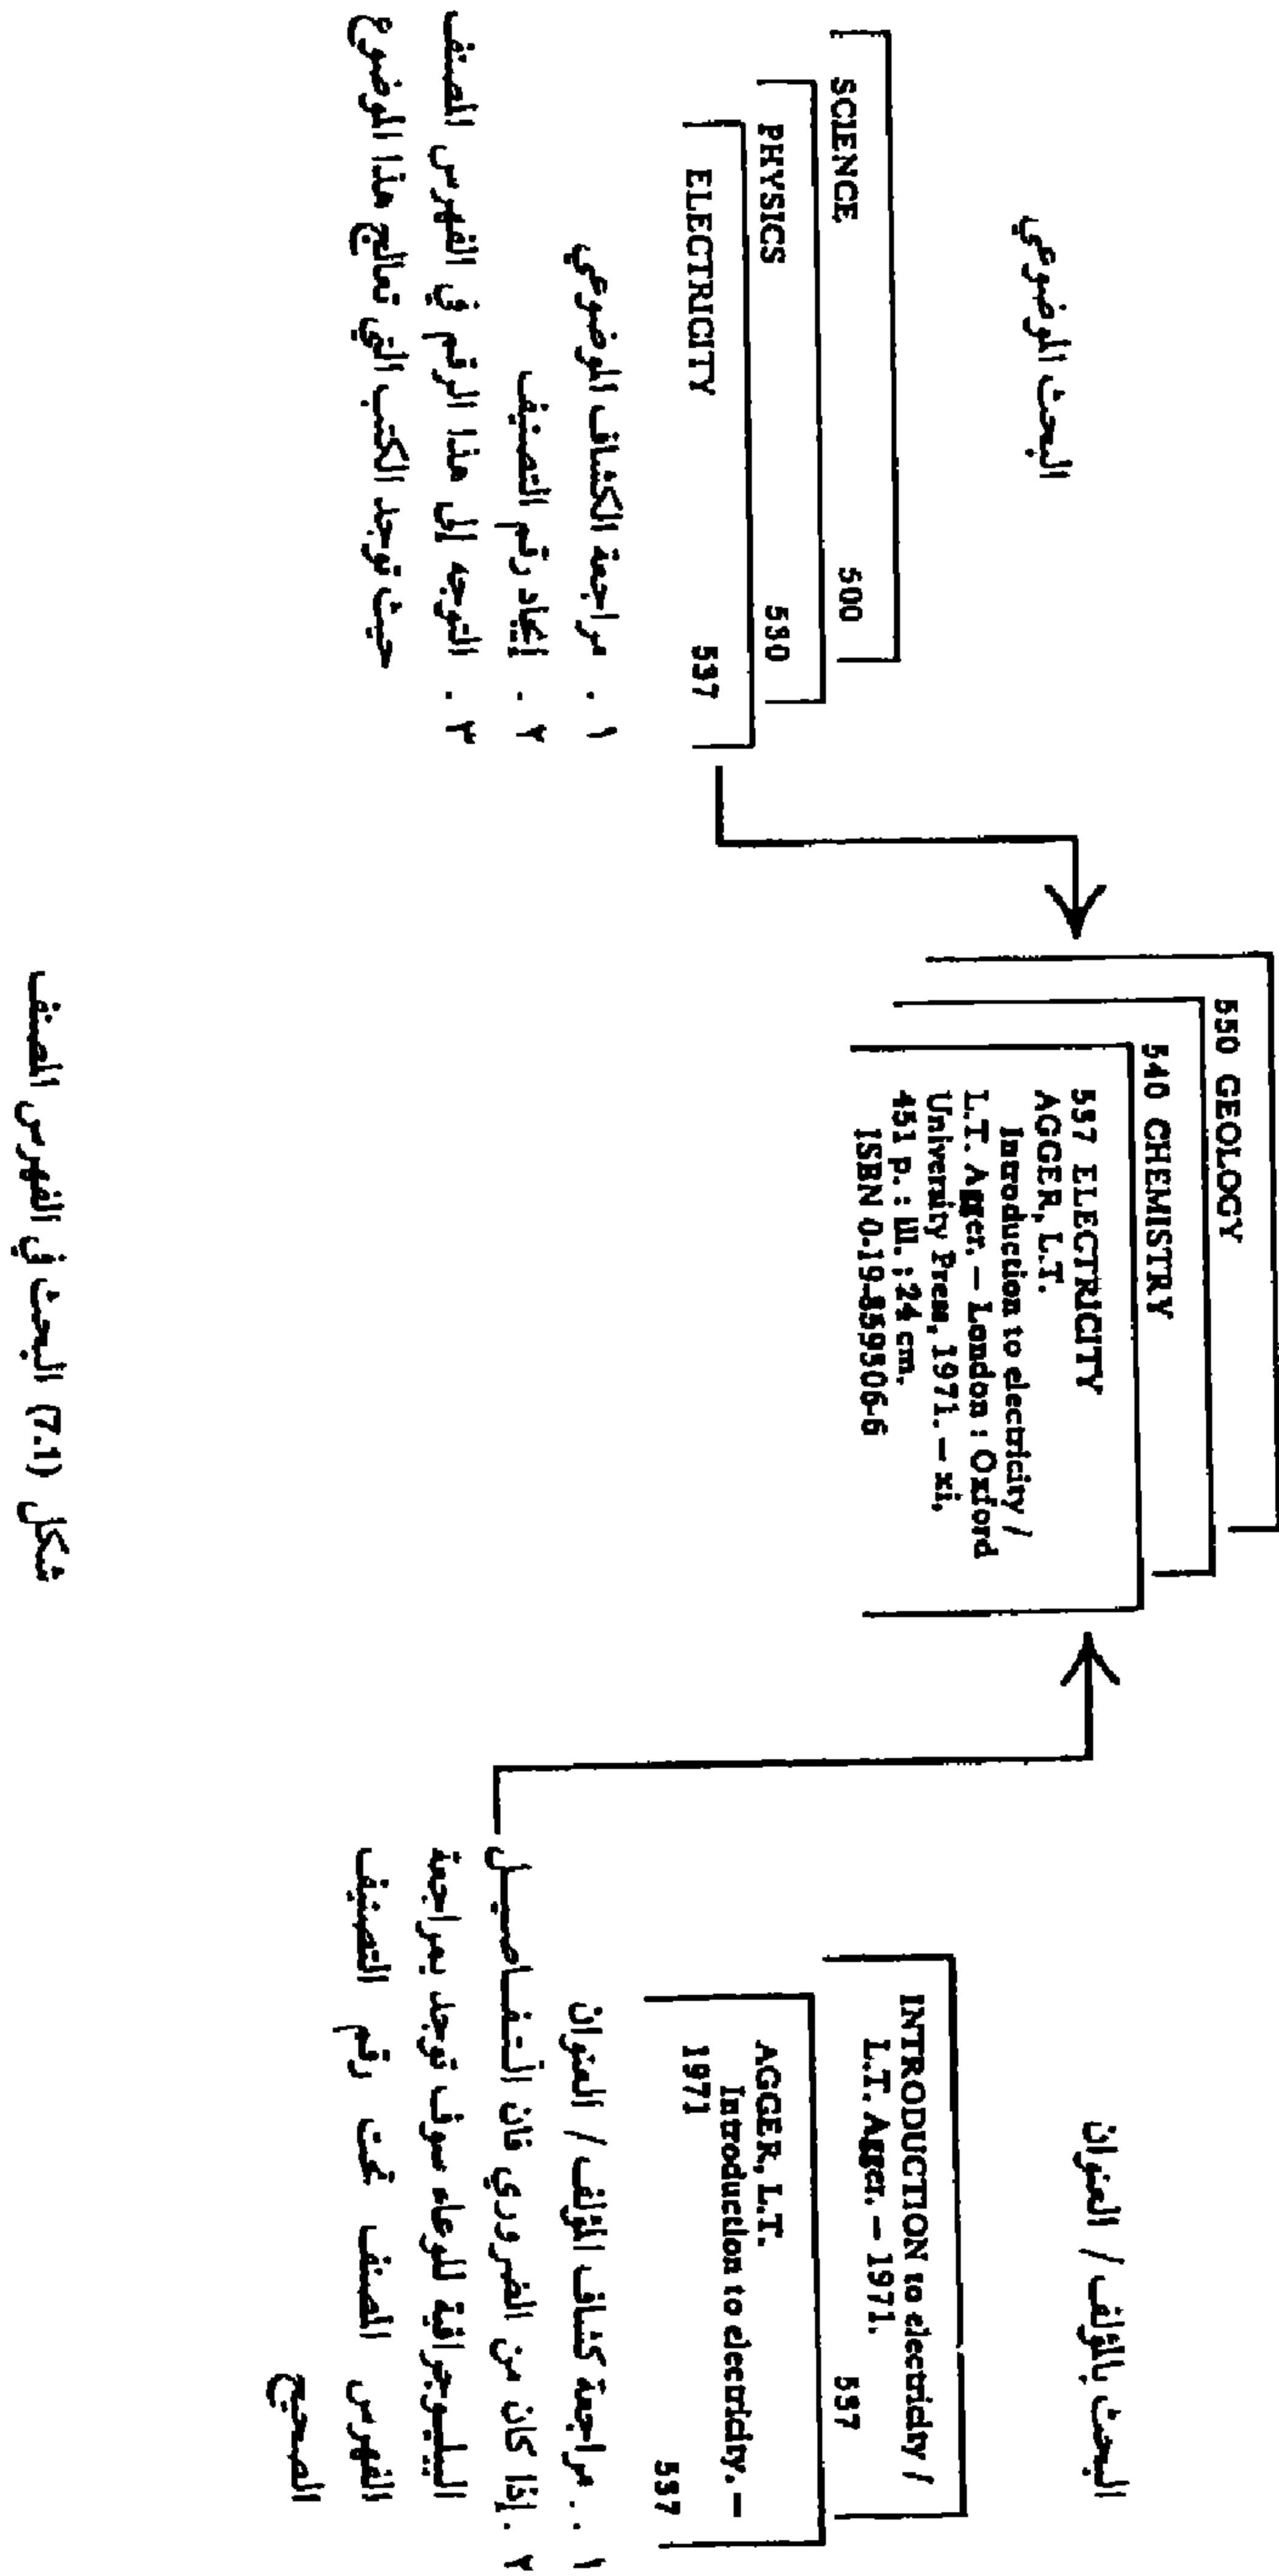 البحث الموضوعي
SCIENCE 500
PHYSICS 530
ELECTRICITY 537
١ . مراجعة الكشاف الموضوعي
٢ . إيجاد رقم التصنيف
٣ . التوجه إلى هذا الرقم في الفهرس المصنف
حيث توجد الكتب التي تعالج هذا الموضوع
550 GEOLOGY
540 CHEMISTRY
537 ELECTRICITY
AGGER, L.T.
Introduction to electricity /
L.T. Agger. – London : Oxford
University Press, 1971. – xi,
451 p. : ill. ; 24 cm.
ISBN 0-19-859506-6
البحث بالمؤلف / العنوان
INTRODUCTION to electricity /
L.T. Agger. – 1971.
537
AGGER, L.T.
Introduction to electricity. –
1971
537
١ . . مراجعة كشاف المؤلف / العنوان
٢ . إذا كان من الضروري فان التفاصيل
الببليوجرافية للوعاء سوف توجد بمراجعة
الفهرس المصنف تحت رقم التصنيف
الصحيح
شكل (7.1) البحث في الفهرس المصنف